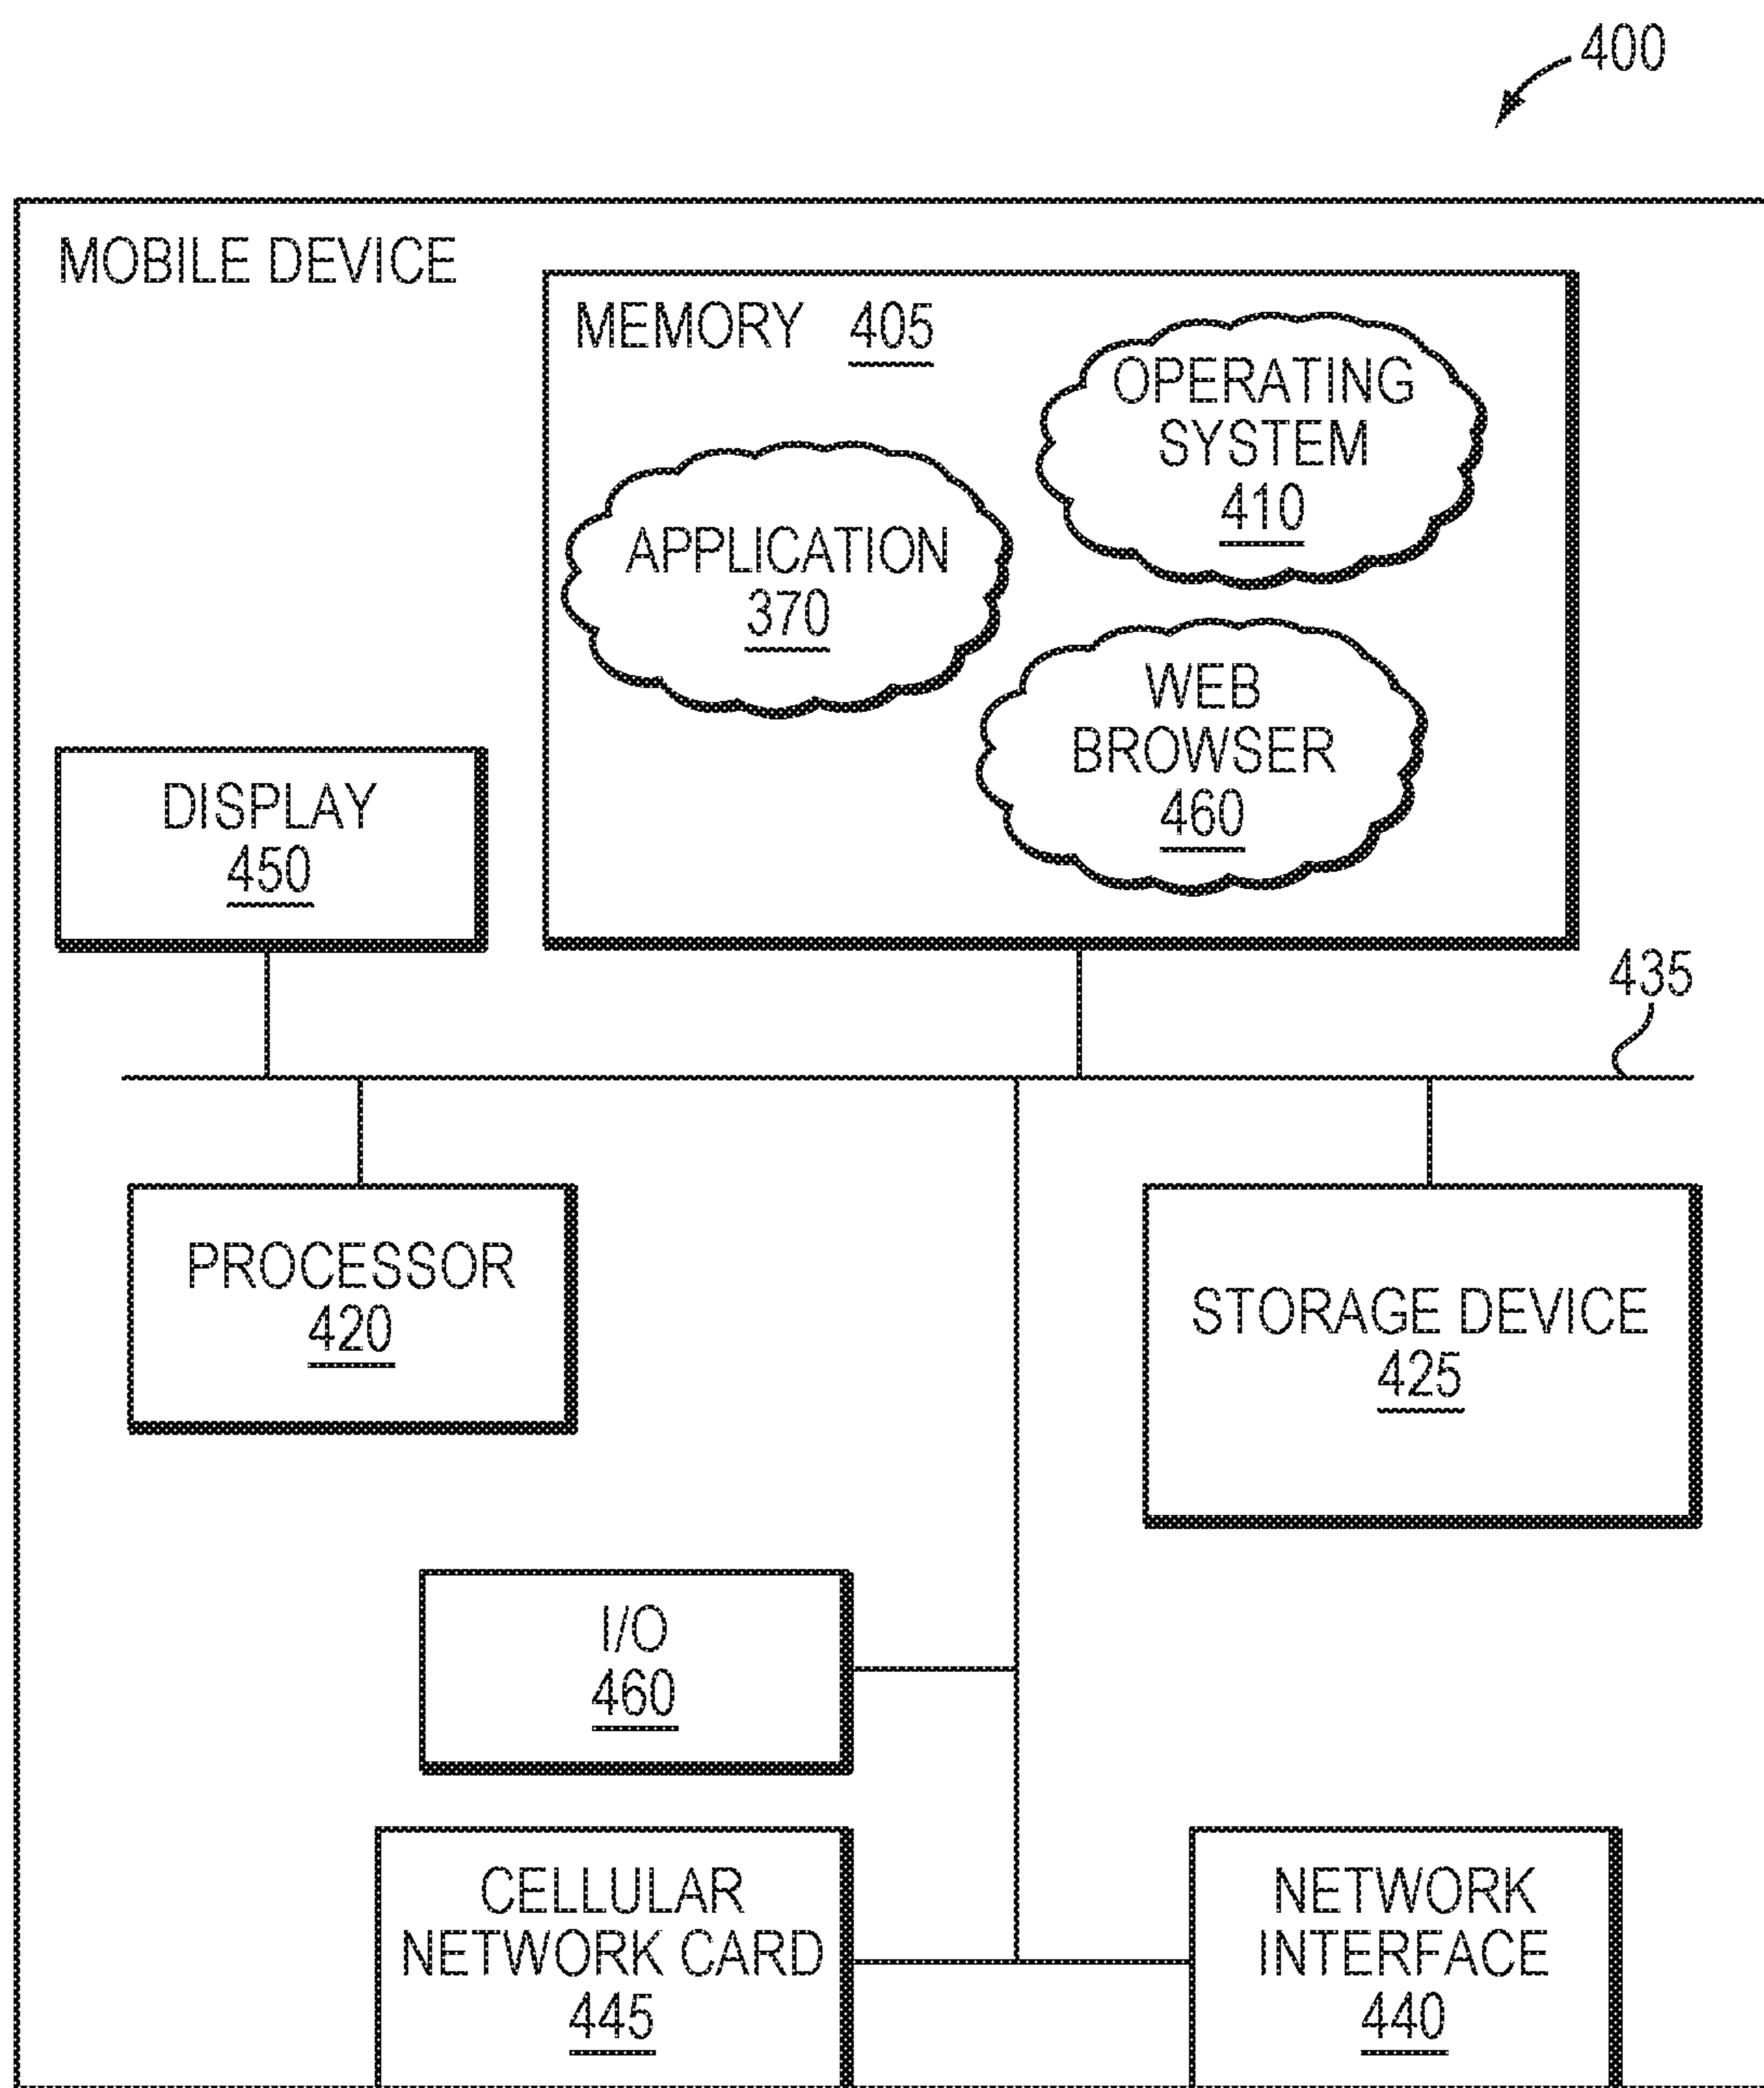 400
MOBILE DEVICE
MEMORY 405
OPERATING
SYSTEM
410
APPLICATION
370
WEB
BROWSER
460
DISPLAY
450
435
PROCESSOR
420
STORAGE DEVICE
425
I/O
460
CELLULAR
NETWORK CARD
445
NETWORK
INTERFACE
440